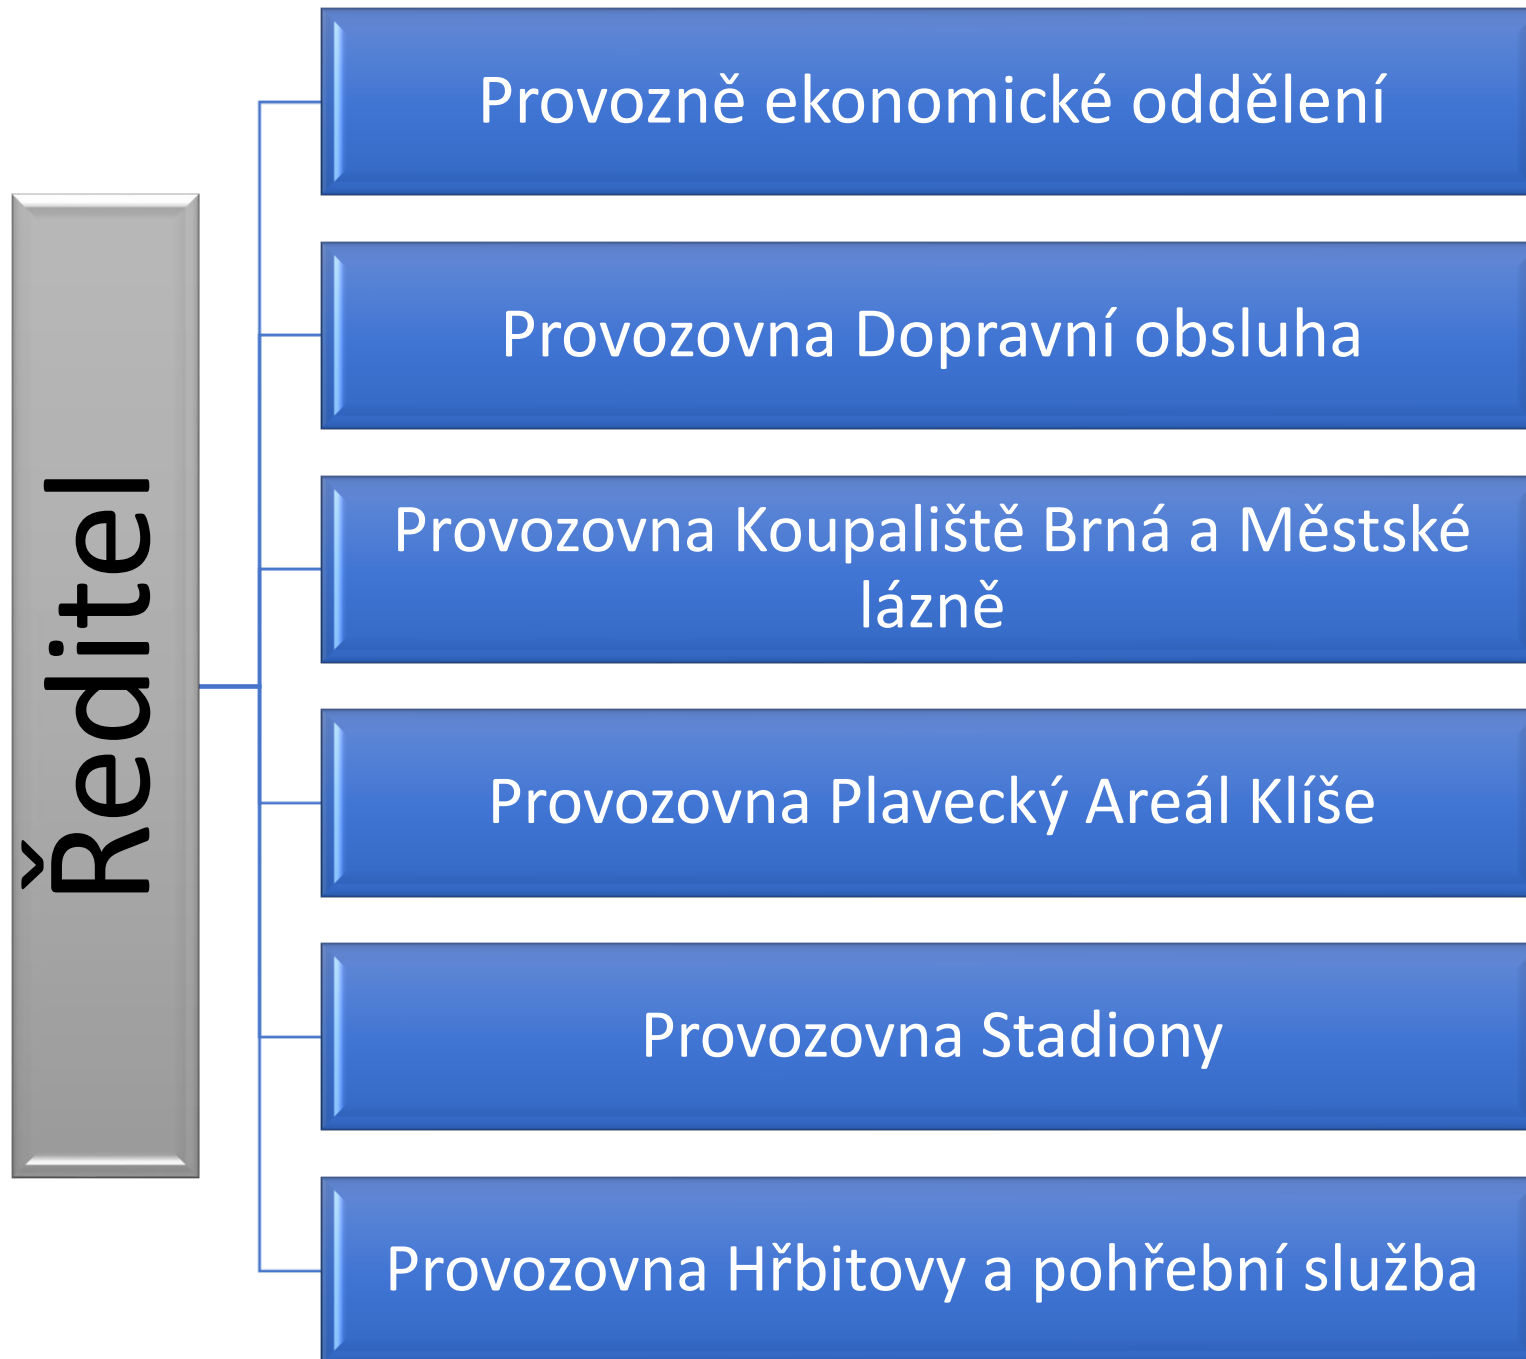 Ředitel
Provozně ekonomické oddělení
Provozovna Dopravní obsluha
Provozovna Koupaliště Brná a Městské
lázně
Provozovna Plavecký Areál Klíše
Provozovna Stadiony
Provozovna Hřbitovy a pohřební služba